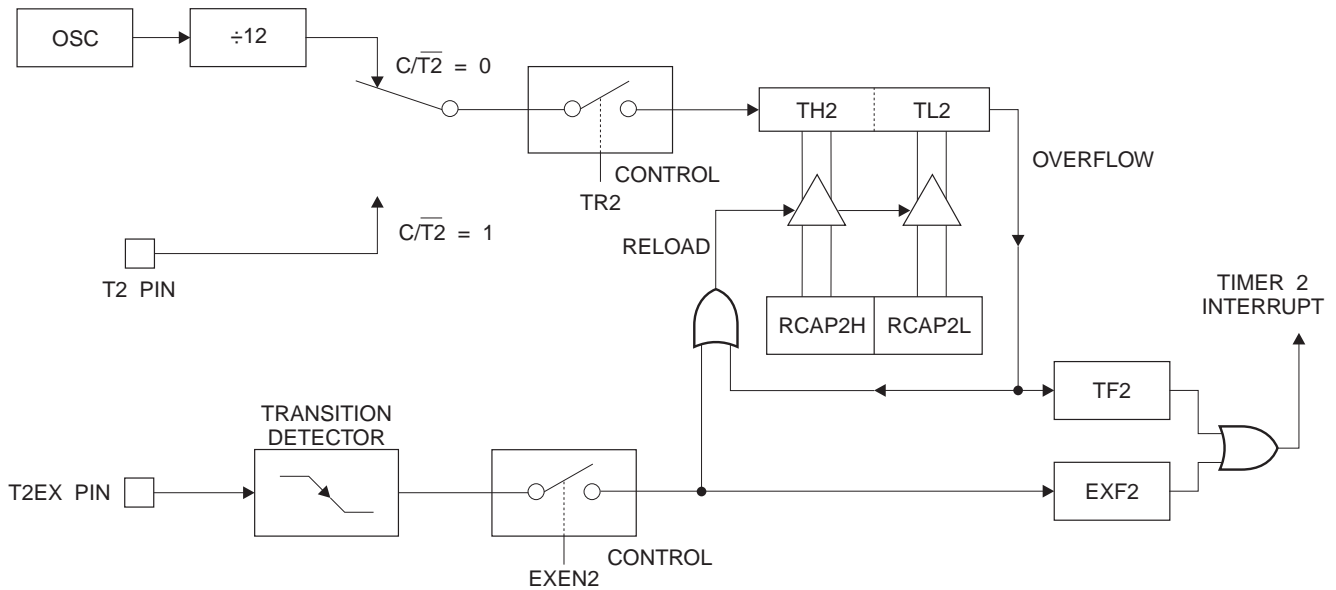 OSC
÷12
C/T2̅ = 0
TH2
TL2
OVERFLOW
CONTROL
TR2
C/T2̅ = 1
T2 PIN
RELOAD
RCAP2H
RCAP2L
TIMER 2
INTERRUPT
TF2
TRANSITION
DETECTOR
T2EX PIN
EXF2
CONTROL
EXEN2